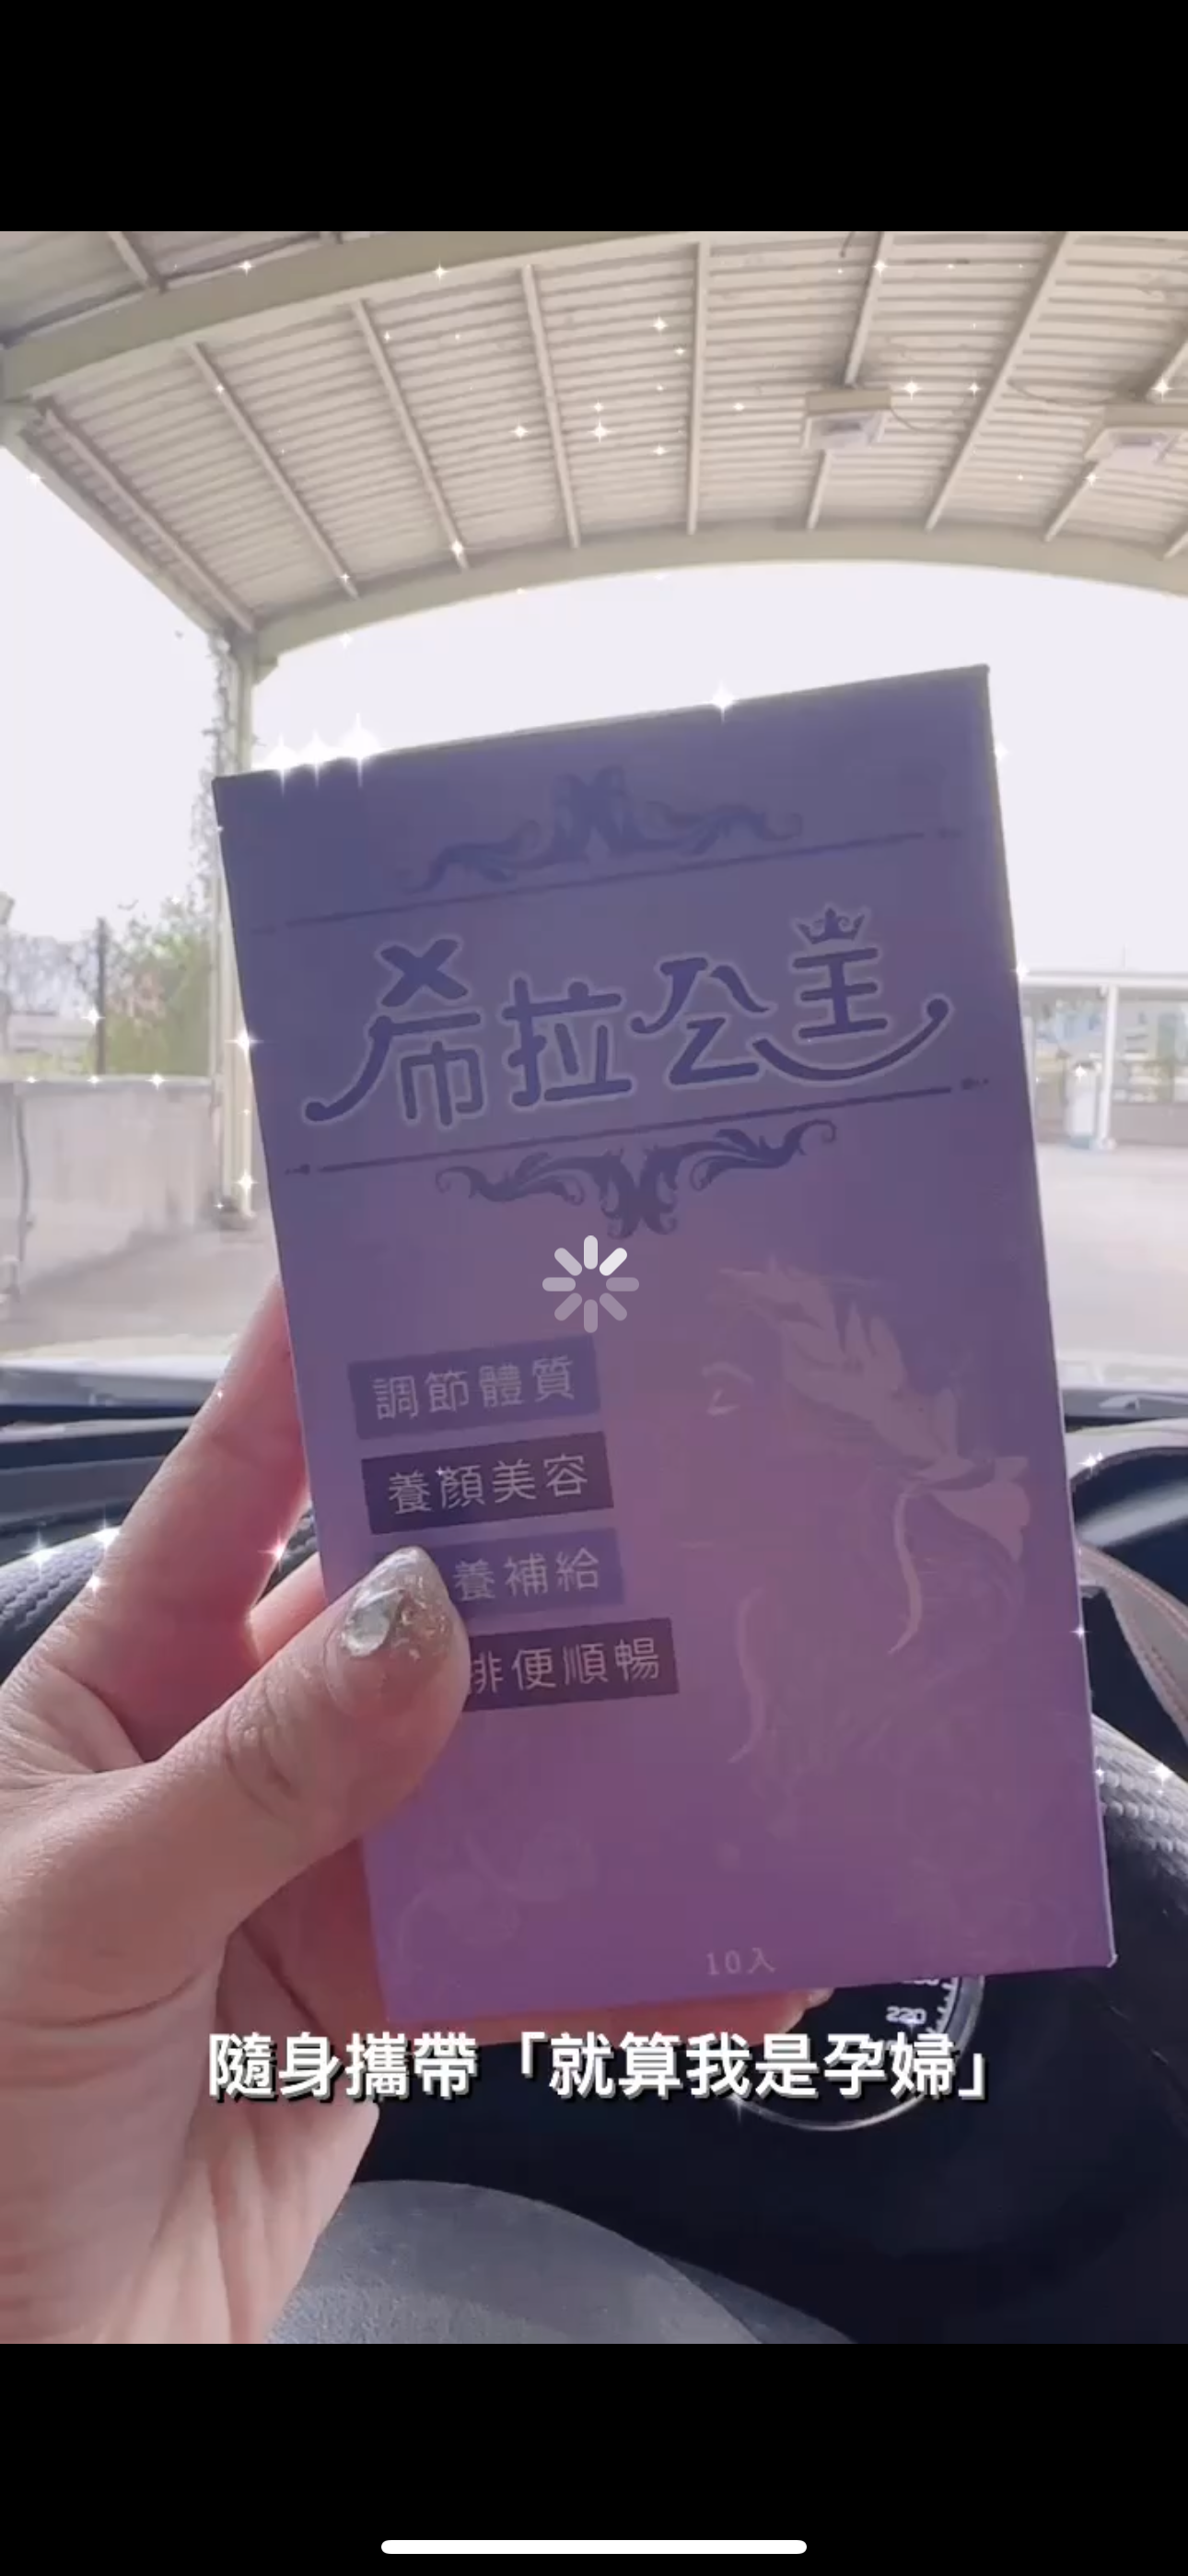 希拉公主
調節體質
養顏美容
養補給
排便順暢
10入
220
隨身攜帶「就算我是孕婦」